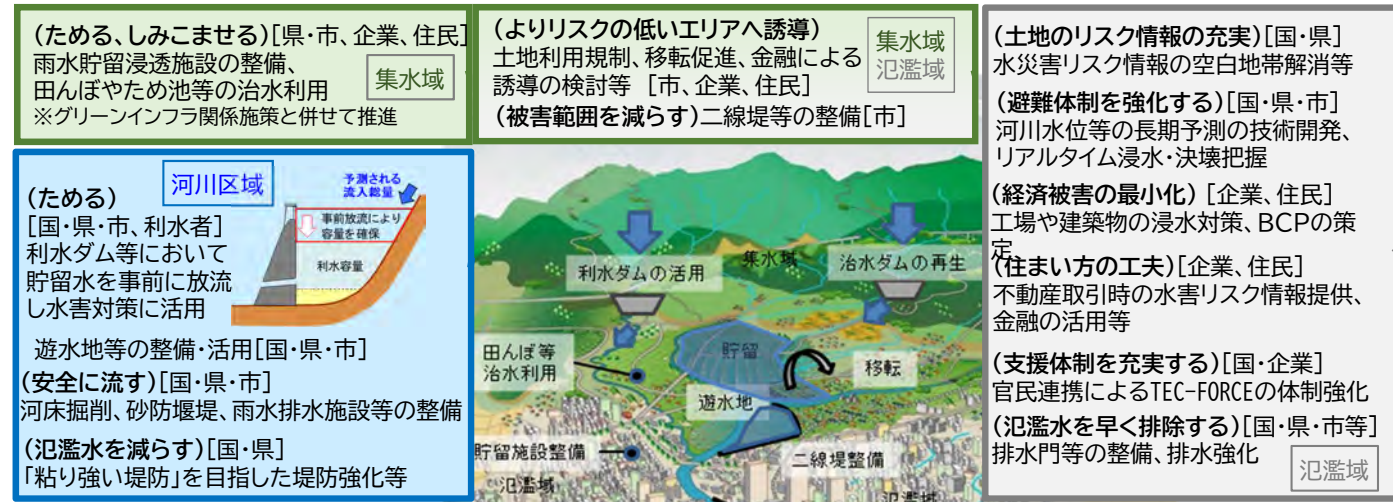 (ためる、しみこませる)[県・市、企業、住民]
雨水貯留浸透施設の整備、
田んぼやため池等の治水利用
※グリーンインフラ関係施策と併せて推進
集水域
(よりリスクの低いエリアへ誘導)
土地利用規制、移転促進、金融による
誘導の検討等 [市、企業、住民]
(被害範囲を減らす)二線堤等の整備[市]
集水域
氾濫域
河川区域
(ためる)
[国・県・市、利水者]
利水ダム等において
貯留水を事前に放流
し水害対策に活用
予測される
流入総量
事前放流により
容量を確保
利水容量
遊水地等の整備・活用[国・県・市]
(安全に流す)[国・県・市]
河床掘削、砂防堰堤、雨水排水施設等の整備
(氾濫水を減らす)[国・県]
「粘り強い堤防」を目指した堤防強化等
利水ダムの活用
集水域
治水ダムの再生
田んぼ等
治水利用
貯留
移転
遊水地
貯留施設整備
二線堤整備
氾濫域
氾濫域
(土地のリスク情報の充実)[国・県]
水災害リスク情報の空白地帯解消等
(避難体制を強化する)[国・県・市]
河川水位等の長期予測の技術開発、
リアルタイム浸水・決壊把握
(経済被害の最小化) [企業、住民]
工場や建築物の浸水対策、BCPの策
定
(住まい方の工夫)[企業、住民]
不動産取引時の水害リスク情報提供、
金融の活用等
(支援体制を充実する)[国・企業]
官民連携によるTEC-FORCEの体制強化
(氾濫水を早く排除する)[国・県・市等]
排水門等の整備、排水強化
氾濫域